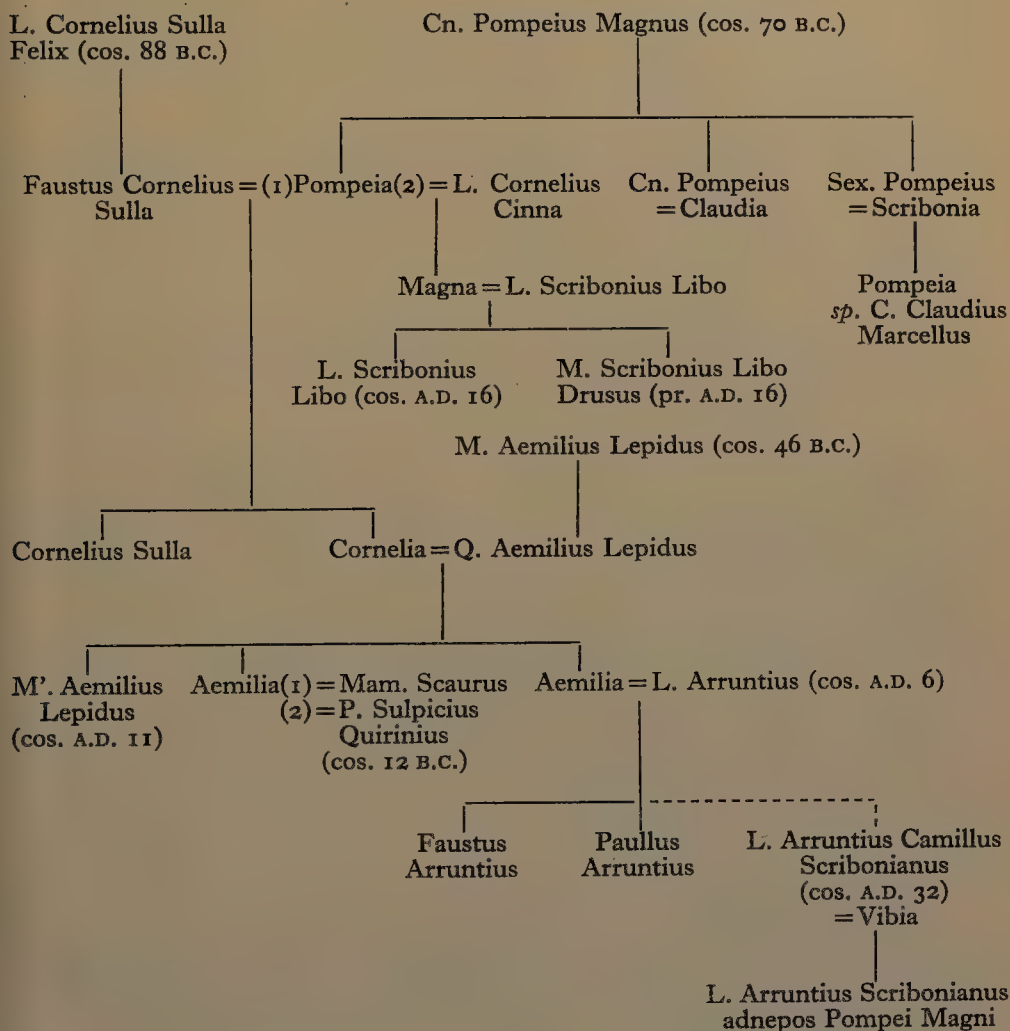 L. Cornelius Sulla
Felix (cos. 88 B.C.)
Cn. Pompeius Magnus (cos. 70 B.C.)
Faustus Cornelius = (1)Pompeia(2) = L. Cornelius
Sulla
Cinna
Cn. Pompeius
= Claudia
Sex. Pompeius
= Scribonia
Magna = L. Scribonius Libo
Pompeia
sp. C. Claudius
Marcellus
L. Scribonius
Libo (cos. A.D. 16)
M. Scribonius Libo
Drusus (pr. A.D. 16)
M. Aemilius Lepidus (cos. 46 B.C.)
Cornelius Sulla
Cornelia = Q. Aemilius Lepidus
M'. Aemilius
Lepidus
(cos. A.D. 11)
Aemilia(1) = Mam. Scaurus
(2) = P. Sulpicius
Quirinius
(cos. 12 B.C.)
Aemilia = L. Arruntius (cos. A.D. 6)
Faustus
Arruntius
Paullus
Arruntius
L. Arruntius Camillus
Scribonianus
(cos. A.D. 32)
= Vibia
L. Arruntius Scribonianus
adnepos Pompei Magni